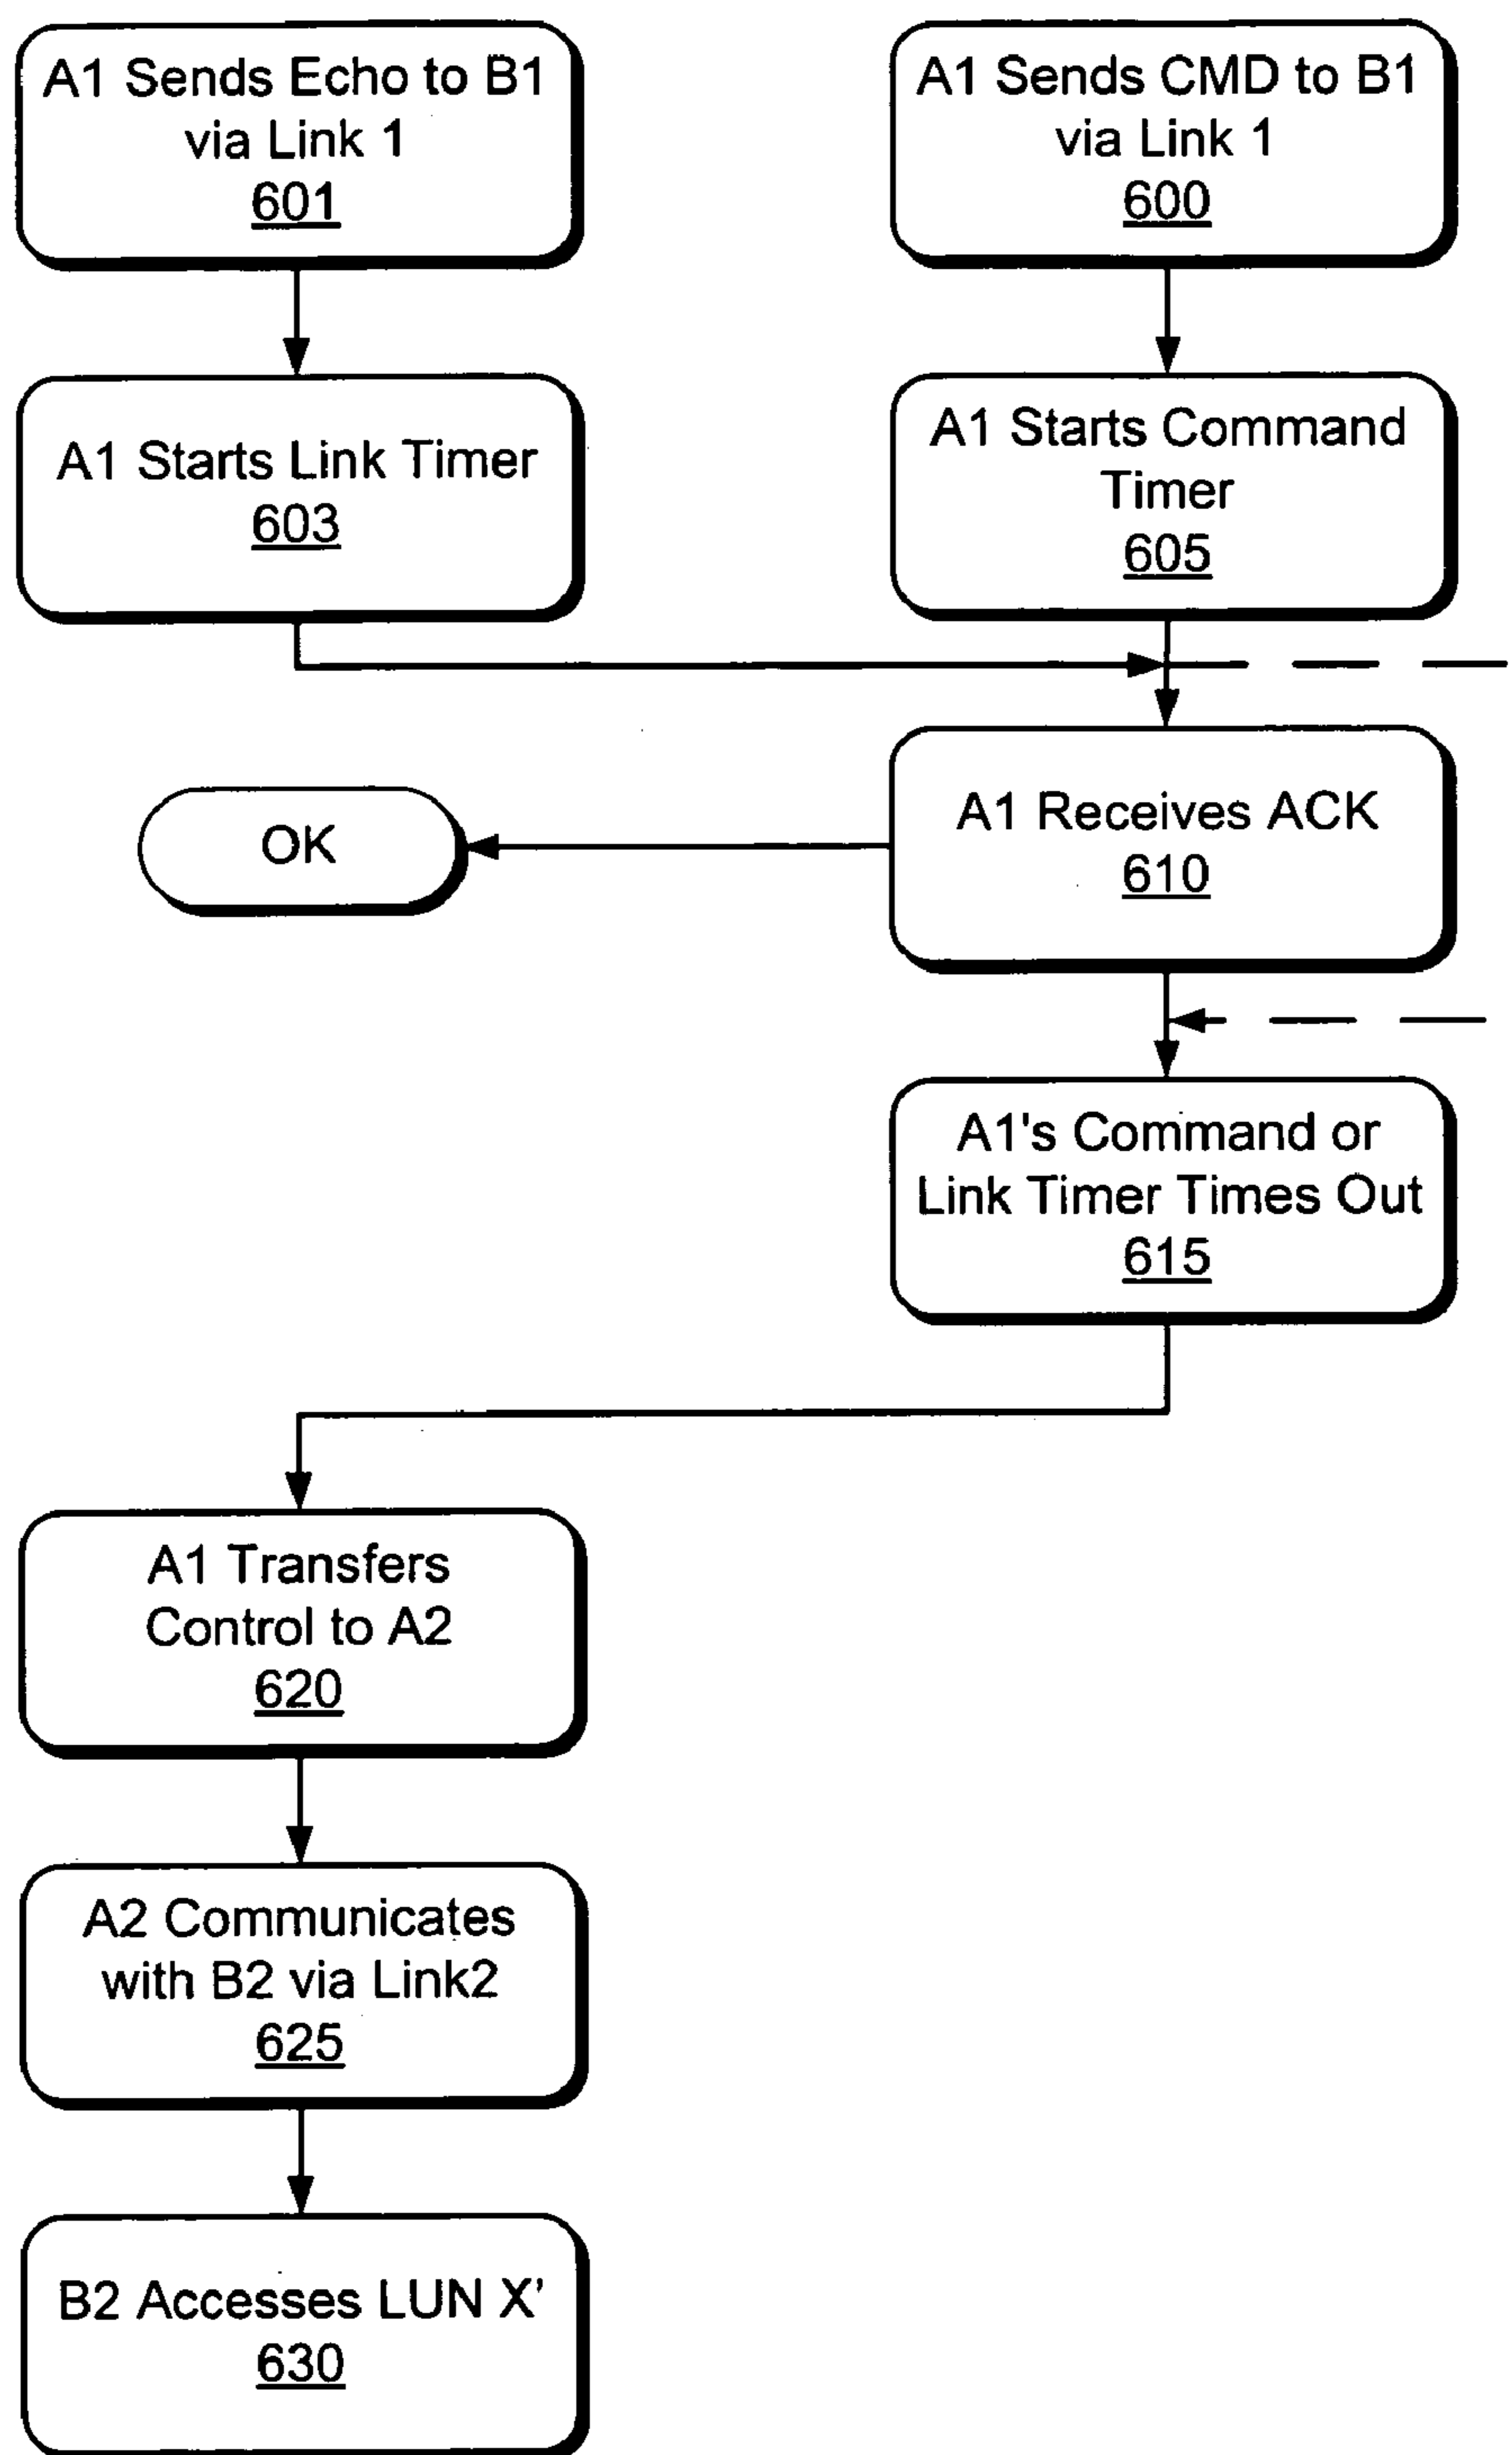 A1 Sends Echo to B1
via Link 1
601
A1 Sends CMD to B1
via Link 1
600
A1 Starts Link Timer
603
A1 Starts Command
Timer
605
OK
A1 Receives ACK
610
A1's Command or
Link Timer Times Out
615
A1 Transfers
Control to A2
620
A2 Communicates
with B2 via Link2
625
B2 Accesses LUN X'
630